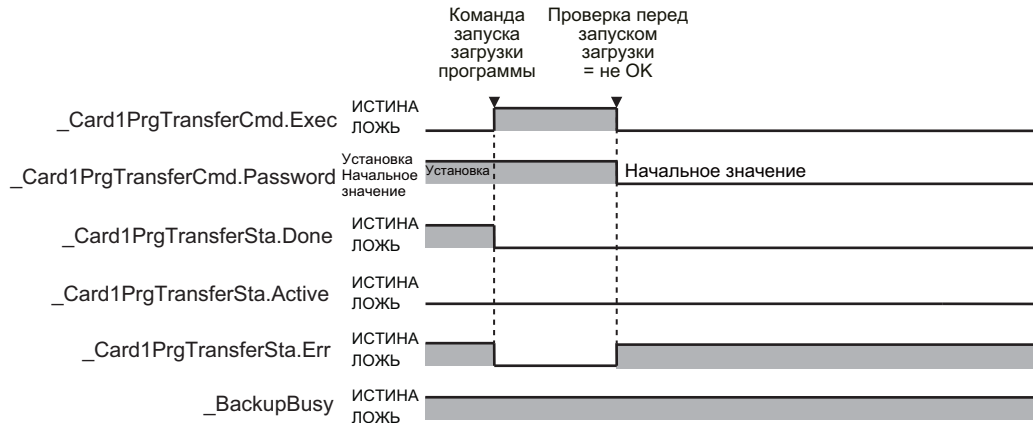 Команда
запуска
загрузки
программы
Проверка перед
запуском
загрузки
= не OK
_Card1PrgTransferCmd.Exec
ИСТИНА
ЛОЖЬ
_Card1PrgTransferCmd.Password
Установка
Начальное
значение
Установка
Начальное значение
_Card1PrgTransferSta.Done
ИСТИНА
ЛОЖЬ
_Card1PrgTransferSta.Active
ИСТИНА
ЛОЖЬ
_Card1PrgTransferSta.Err
ИСТИНА
ЛОЖЬ
_BackupBusy
ИСТИНА
ЛОЖЬ